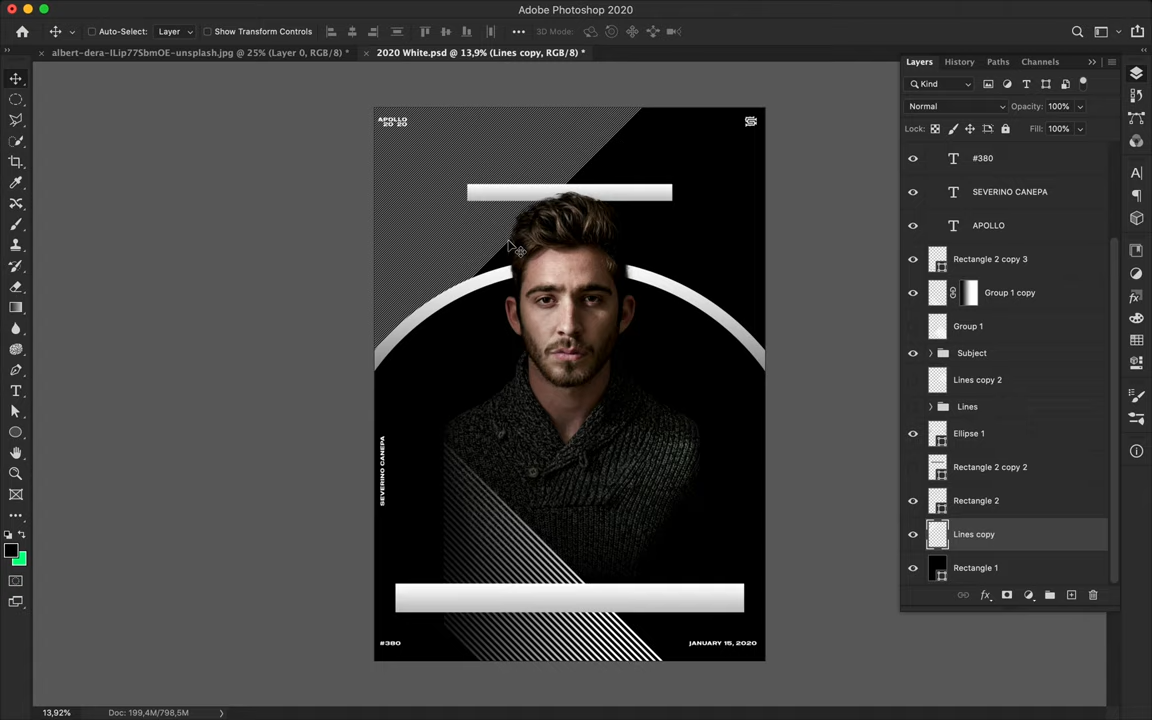 Adobe Photoshop 2020
Auto-Select:
Layer
Show Transform Controls
3D Mode:
albert-dera-ILip77SbmOE-unsplash.jpg @ 25% (Layer 0, RGB/8) *
2020 White.psd @ 13,9% (Lines copy, RGB/8) *
Layers
History
Paths
Channels
Kind
Normal
Opacity: 100%
Lock:
Fill: 100%
#380
SEVERINO CANEPA
APOLLO
Rectangle 2 copy 3
Group 1 copy
Group 1
Subject
Lines copy 2
Lines
Ellipse 1
Rectangle 2 copy 2
Rectangle 2
Lines copy
Rectangle 1
APOLLO
20 20
SEVERINO CANEPA
#380
JANUARY 15, 2020
13,92%
Doc: 199,4M/798,5M